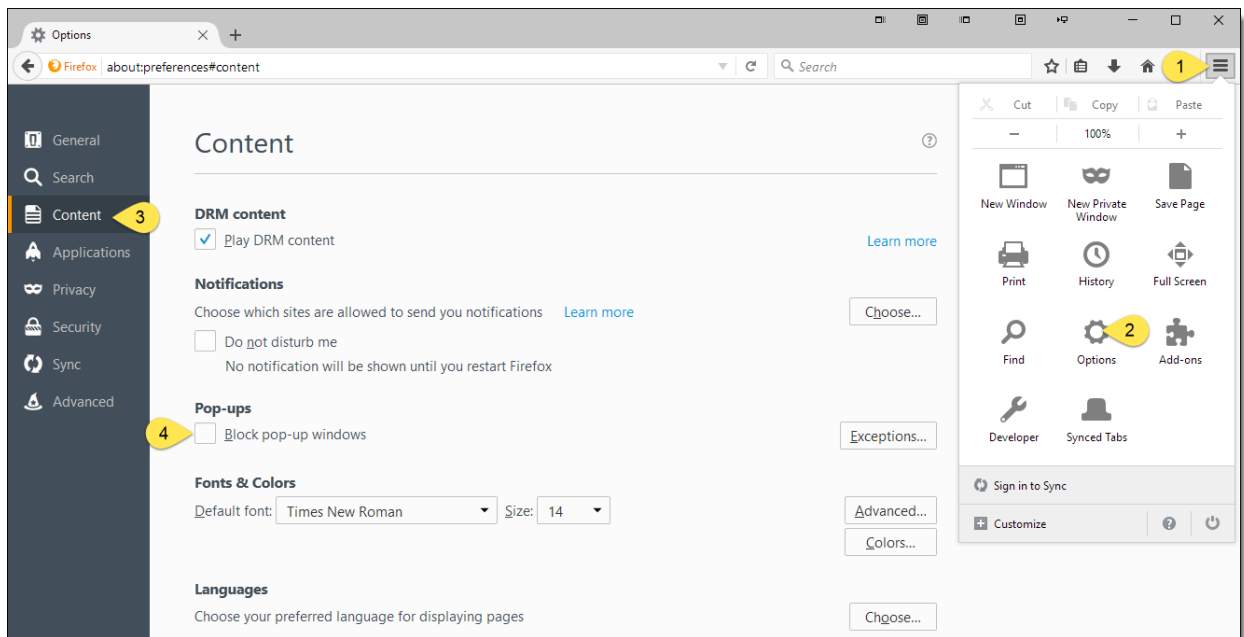 Options
Firefox about:preferences#content
Search
1
General
Search
Content
3
Applications
Privacy
Security
Sync
Advanced
Content
DRM content
Play DRM content
Learn more
Notifications
Choose which sites are allowed to send you notifications Learn more
Choose...
Do not disturb me
No notification will be shown until you restart Firefox
Pop-ups
4
Block pop-up windows
Exceptions...
Fonts & Colors
Default font: Times New Roman Size: 14
Advanced...
Colors...
Languages
Choose your preferred language for displaying pages
Choose...
Cut Copy Paste
− 100% +
New Window New Private Window Save Page
Print History Full Screen
2
Find Options Add-ons
Developer Synced Tabs
Sign in to Sync
Customize